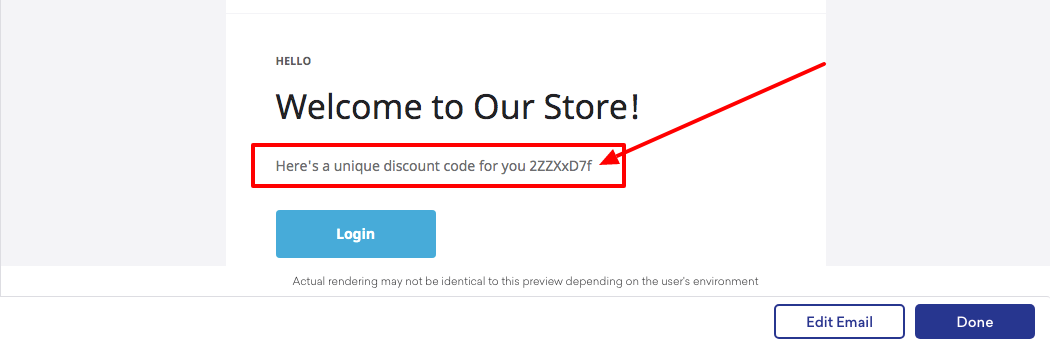 HELLO
Welcome to Our Store!
Here's a unique discount code for you 2ZZXxD7f
Login
Actual rendering may not be identical to this preview depending on the user's environment
Edit Email
Done